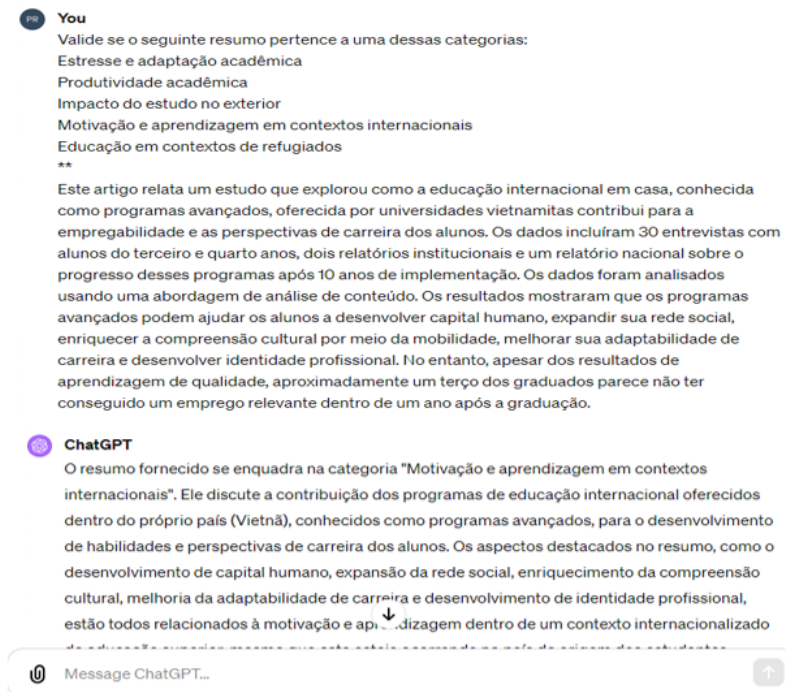 PR You
Valide se o seguinte resumo pertence a uma dessas categorias:
Estresse e adaptação acadêmica
Produtividade acadêmica
Impacto do estudo no exterior
Motivação e aprendizagem em contextos internacionais
Educação em contextos de refugiados
**
Este artigo relata um estudo que explorou como a educação internacional em casa, conhecida
como programas avançados, oferecida por universidades vietnamitas contribui para a
empregabilidade e as perspectivas de carreira dos alunos. Os dados incluíram 30 entrevistas com
alunos do terceiro e quarto anos, dois relatórios institucionais e um relatório nacional sobre o
progresso desses programas após 10 anos de implementação. Os dados foram analisados
usando uma abordagem de análise de conteúdo. Os resultados mostraram que os programas
avançados podem ajudar os alunos a desenvolver capital humano, expandir sua rede social,
enriquecer a compreensão cultural por meio da mobilidade, melhorar sua adaptabilidade de
carreira e desenvolver identidade profissional. No entanto, apesar dos resultados de
aprendizagem de qualidade, aproximadamente um terço dos graduados parece não ter
conseguido um emprego relevante dentro de um ano após a graduação.
ChatGPT
O resumo fornecido se enquadra na categoria "Motivação e aprendizagem em contextos
internacionais". Ele discute a contribuição dos programas de educação internacional oferecidos
dentro do próprio país (Vietnã), conhecidos como programas avançados, para o desenvolvimento
de habilidades e perspectivas de carreira dos alunos. Os aspectos destacados no resumo, como o
desenvolvimento de capital humano, expansão da rede social, enriquecimento da compreensão
cultural, melhoria da adaptabilidade de carreira e desenvolvimento de identidade profissional,
estão todos relacionados à motivação e aprendizagem dentro de um contexto internacionalizado
Message ChatGPT...